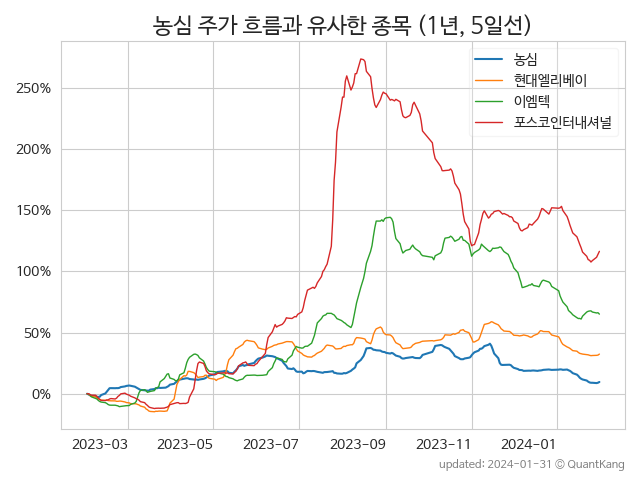 농심 주가 흐름과 유사한 종목 (1년, 5일선)
농심
현대엘리베이
이엠텍
포스코인터내셔널
250%
200%
150%
100%
50%
0%
2023-03 2023-05 2023-07 2023-09 2023-11 2024-01
updated: 2024-01-31 © QuantKang